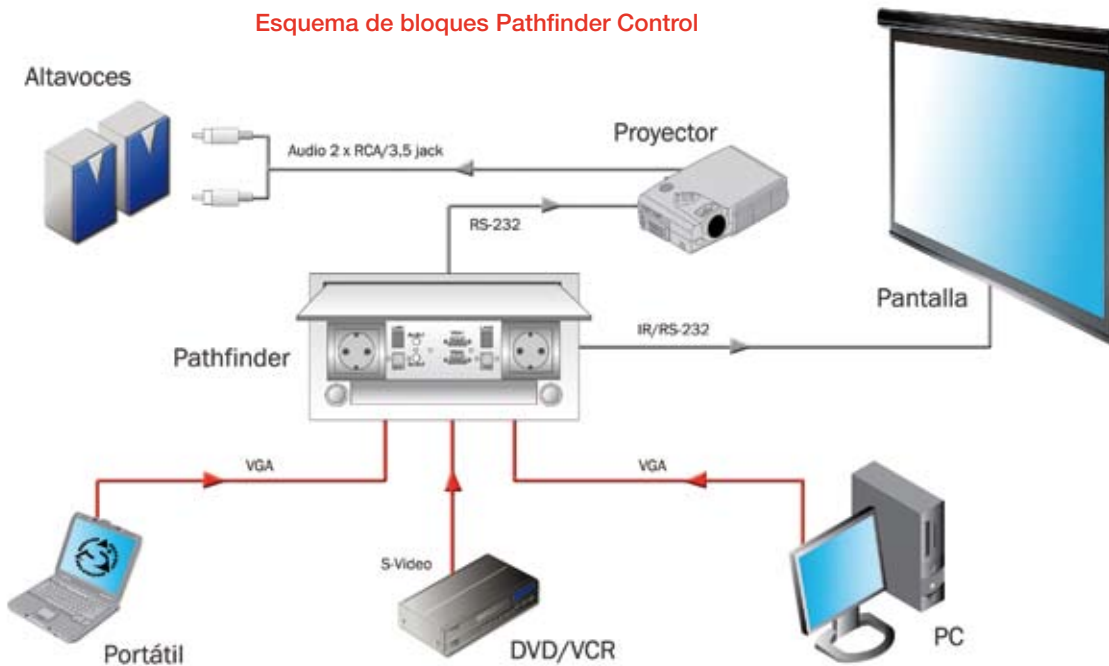 Esquema de bloques Pathfinder Control
Altavoces
Audio 2 x RCA/3,5 jack
Proyector
RS-232
Pantalla
IR/RS-232
Pathfinder
VGA
VGA
S-Video
Portátil
DVD/VCR
PC